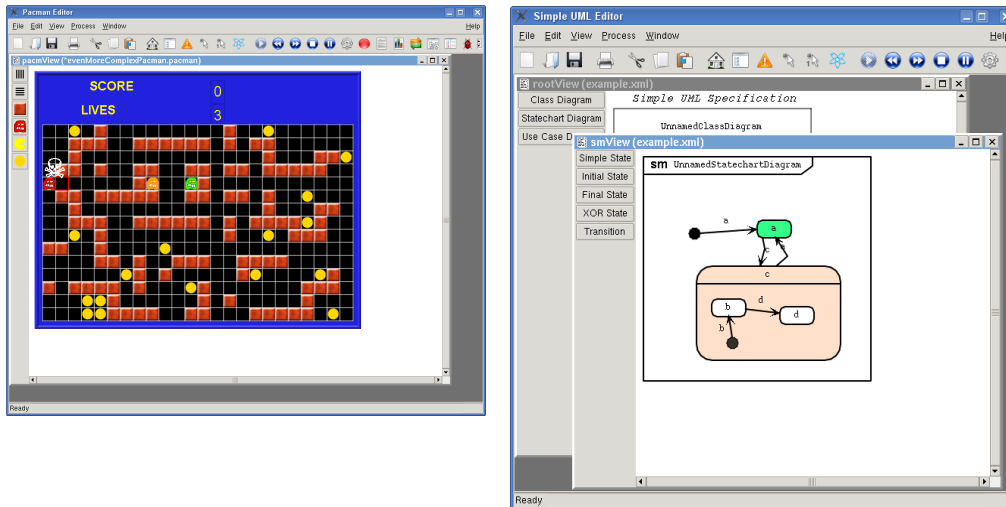 Pacman Editor
File Edit View Process Window Help
pacmView (*evenMoreComplexPacman.pacman)
SCORE 0
LIVES 3
Ready
Simple UML Editor
File Edit View Process Window Help
rootView (example.xml)
Class Diagram
Statechart Diagram
Use Case D
Simple UML Specification
UnnamedClassDiagram
smView (example.xml)
Simple State
Initial State
Final State
XOR State
Transition
sm UnnamedStatechartDiagram
a
a
c
c
b
d
d
b
Ready